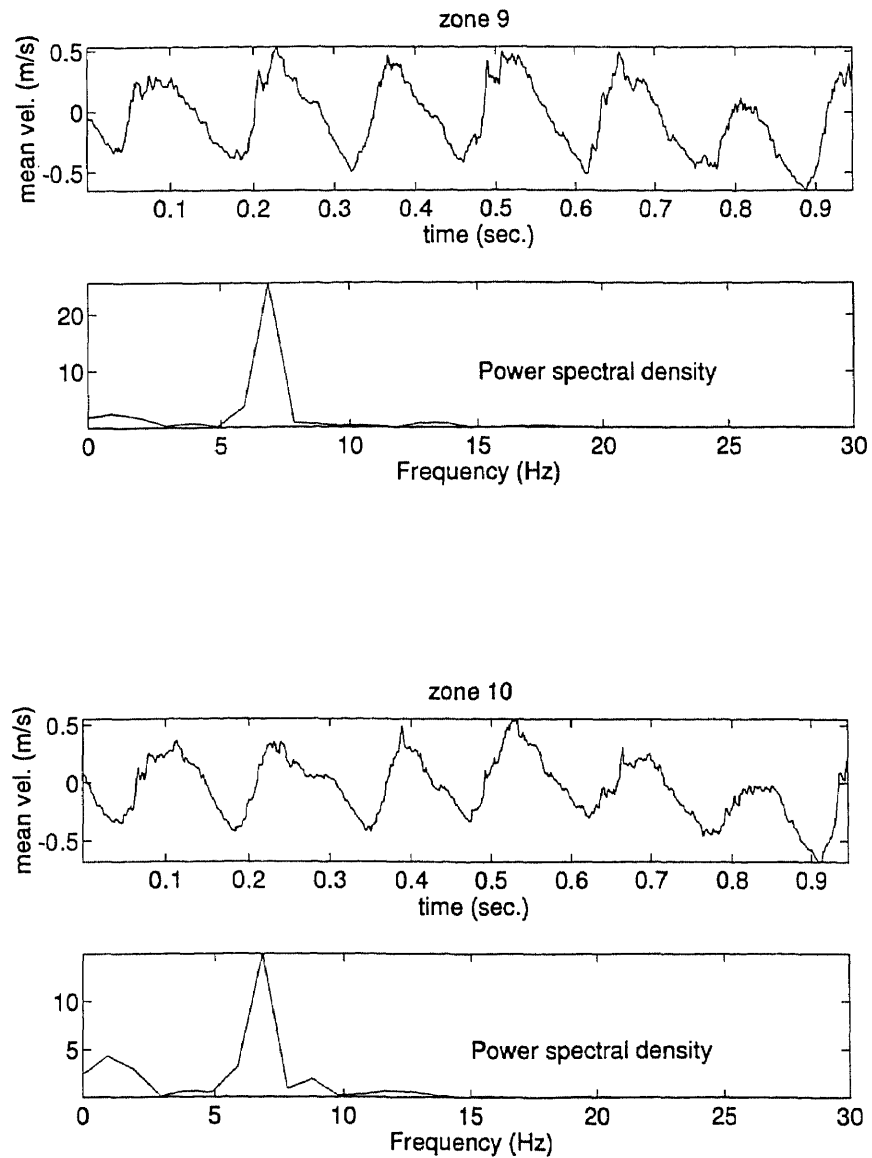 zone 9
mean vel. (m/s)
0.5
0
-0.5
0.1 0.2 0.3 0.4 0.5 0.6 0.7 0.8 0.9
time (sec.)
20
10
Power spectral density
0 5 10 15 20 25 30
Frequency (Hz)
zone 10
mean vel. (m/s)
0.5
0
-0.5
0.1 0.2 0.3 0.4 0.5 0.6 0.7 0.8 0.9
time (sec.)
10
5
Power spectral density
0 5 10 15 20 25 30
Frequency (Hz)